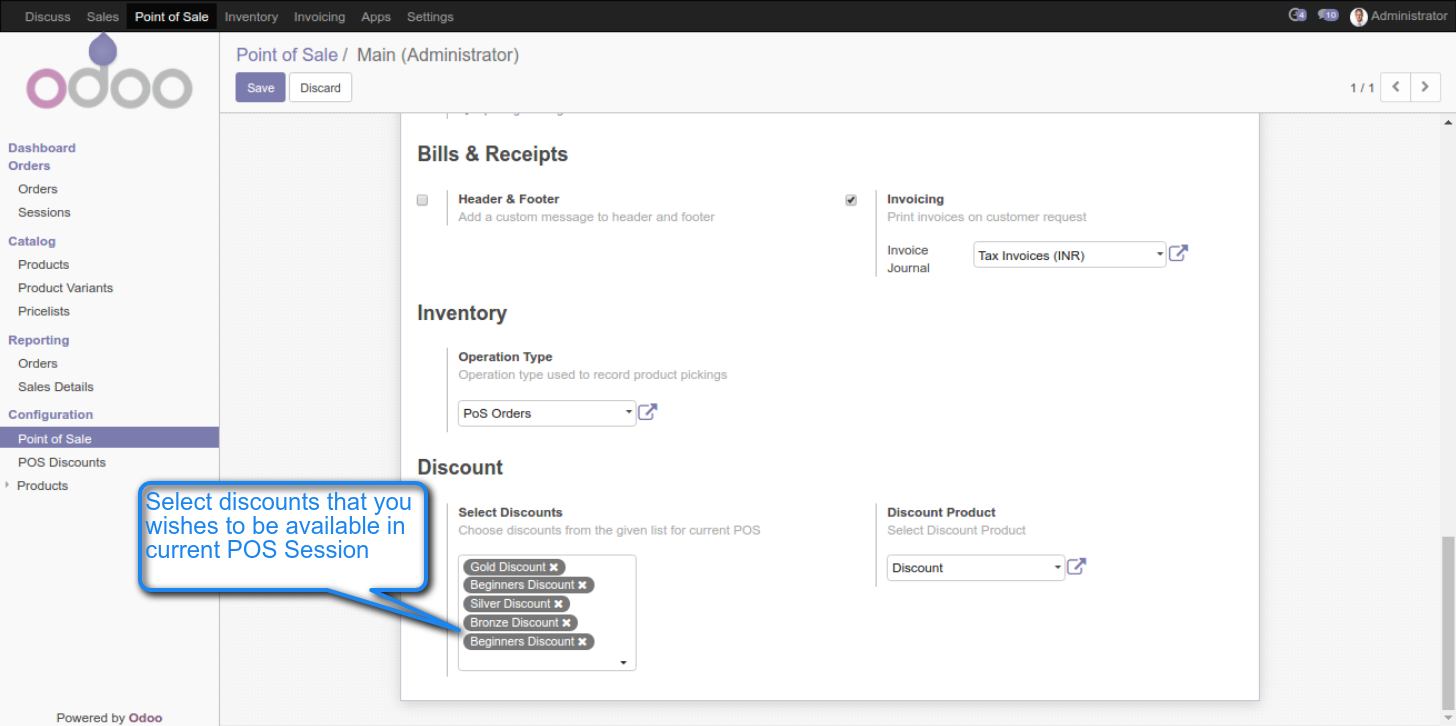 Discuss Sales Point of Sale Inventory Invoicing Apps Settings 4 10 Administrator
odoo
Point of Sale / Main (Administrator)
Save Discard 1 / 1
Dashboard
Orders
Orders
Sessions
Catalog
Products
Product Variants
Pricelists
Reporting
Orders
Sales Details
Configuration
Point of Sale
POS Discounts
Products
Powered by Odoo
Bills & Receipts
Header & Footer
Add a custom message to header and footer
Invoicing
Print invoices on customer request
Invoice
Journal
Tax Invoices (INR)
Inventory
Operation Type
Operation type used to record product pickings
PoS Orders
Discount
Select discounts that you
wishes to be available in
current POS Session
Select Discounts
Choose discounts from the given list for current POS
Gold Discount ✖
Beginners Discount ✖
Silver Discount ✖
Bronze Discount ✖
Beginners Discount ✖
Discount Product
Select Discount Product
Discount